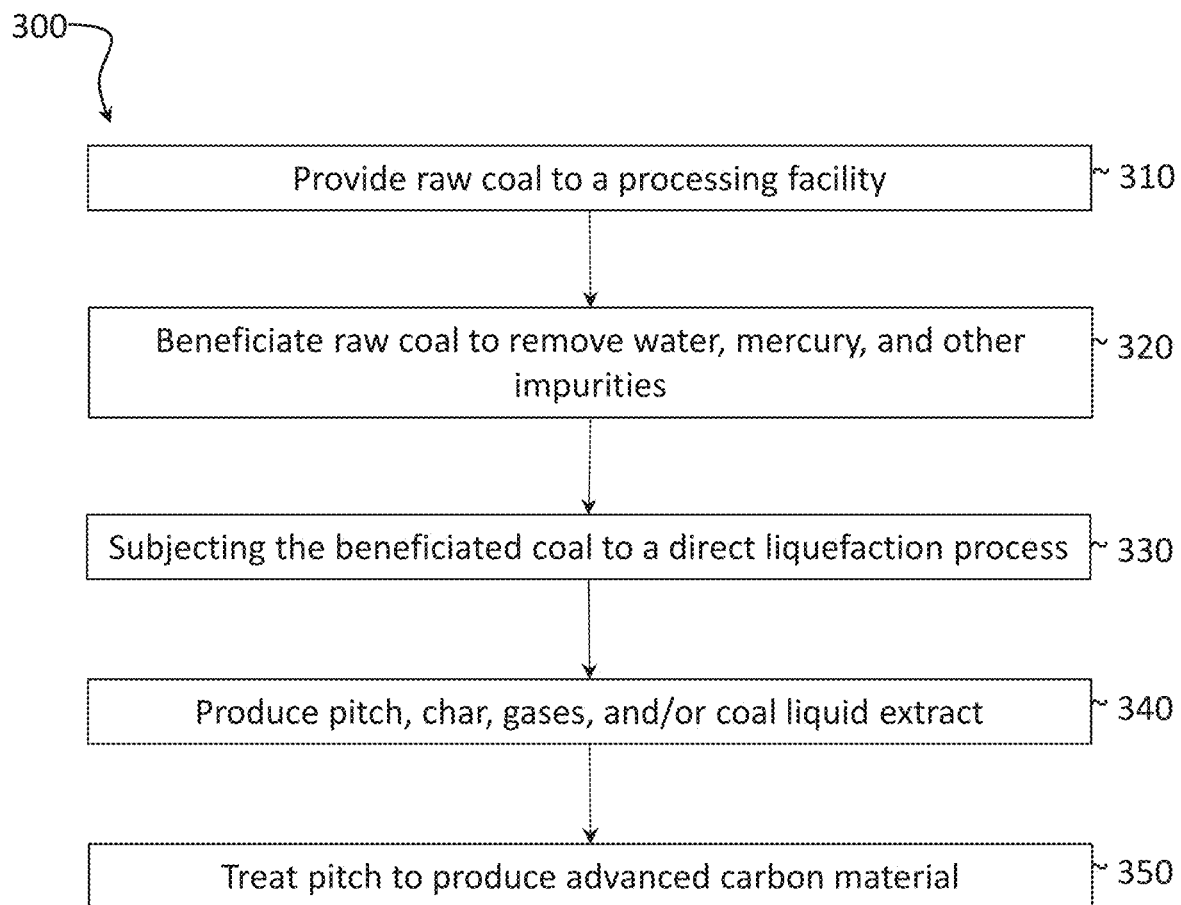 300
Provide raw coal to a processing facility
~ 310
Beneficiate raw coal to remove water, mercury, and other
impurities
~ 320
Subjecting the beneficiated coal to a direct liquefaction process
~ 330
Produce pitch, char, gases, and/or coal liquid extract
~ 340
Treat pitch to produce advanced carbon material
~ 350